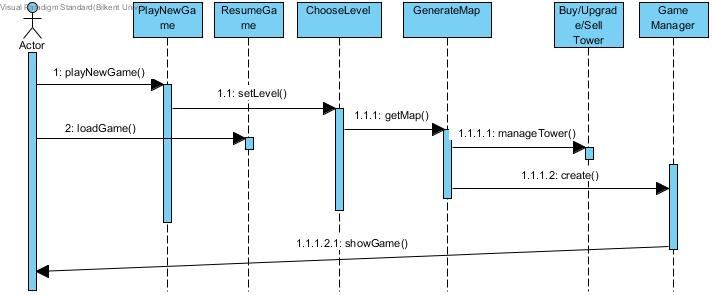 Visual Paradigm Standard(Bilkent Univ
PlayNewGa
me
ResumeGa
me
ChooseLevel
GenerateMap
Buy/Upgrad
e/Sell
Tower
Game
Manager
Actor
1: playNewGame()
1.1: setLevel()
1.1.1: getMap()
2: loadGame()
1.1.1.1: manageTower()
1.1.1.2: create()
1.1.1.2.1: showGame()